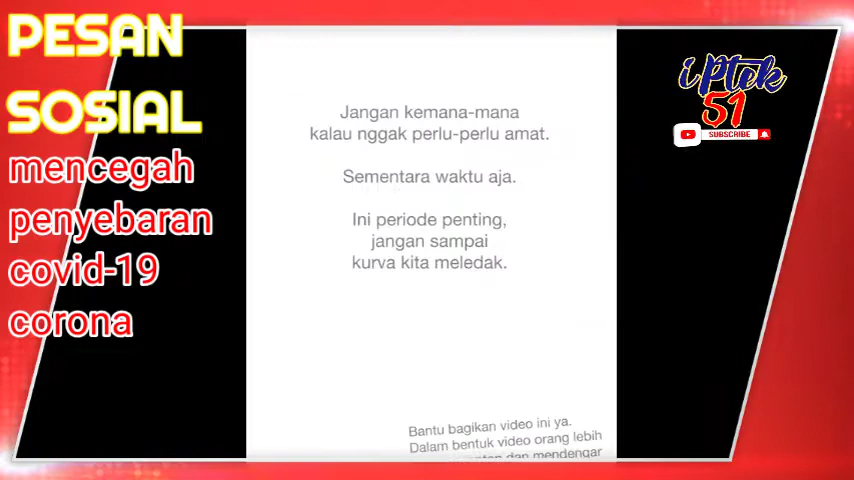 PESAN
SOSIAL
mencegah
penyebaran
covid-19
corona
Jangan kemana-mana
kalau nggak perlu-perlu amat.
Sementara waktu aja.
Ini periode penting,
jangan sampai
kurva kita meledak.
Bantu bagikan video ini ya.
Dalam bentuk video orang lebih
dan mendengar
iPtek
51
SUBSCRIBE